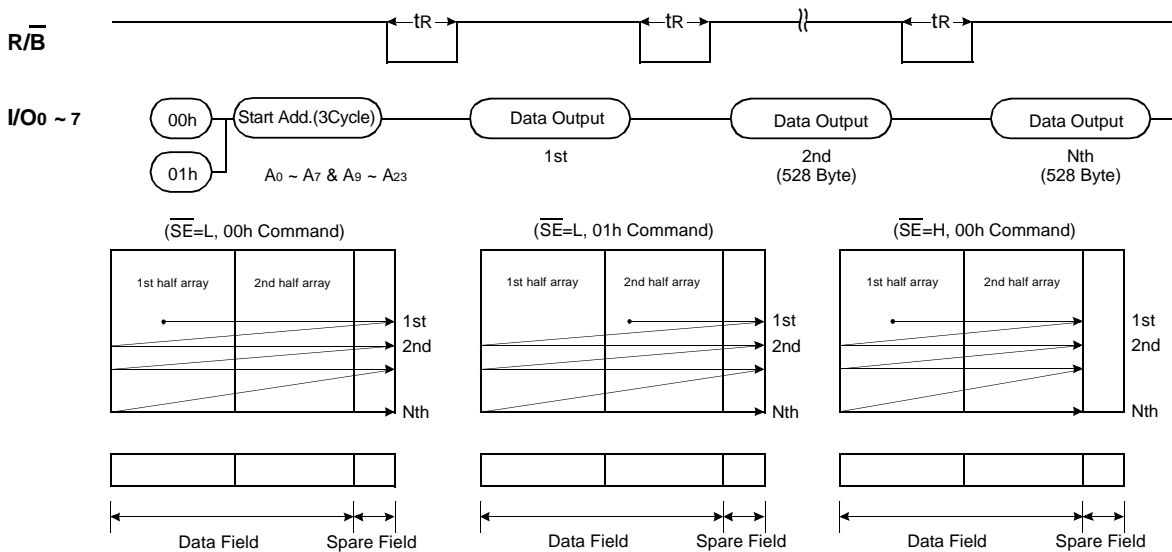 tR tR tR
R/B
I/O0 ~ 7
00h Start Add.(3Cycle) Data Output Data Output Data Output
01h
1st 2nd Nth
A0 ~ A7 & A9 ~ A23 (528 Byte) (528 Byte)
(SE=L, 00h Command) (SE=L, 01h Command) (SE=H, 00h Command)
1st half array 2nd half array 1st half array 2nd half array 1st half array 2nd half array
1st 1st 1st
2nd 2nd 2nd
Nth Nth Nth
Data Field Spare Field Data Field Spare Field Data Field Spare Field